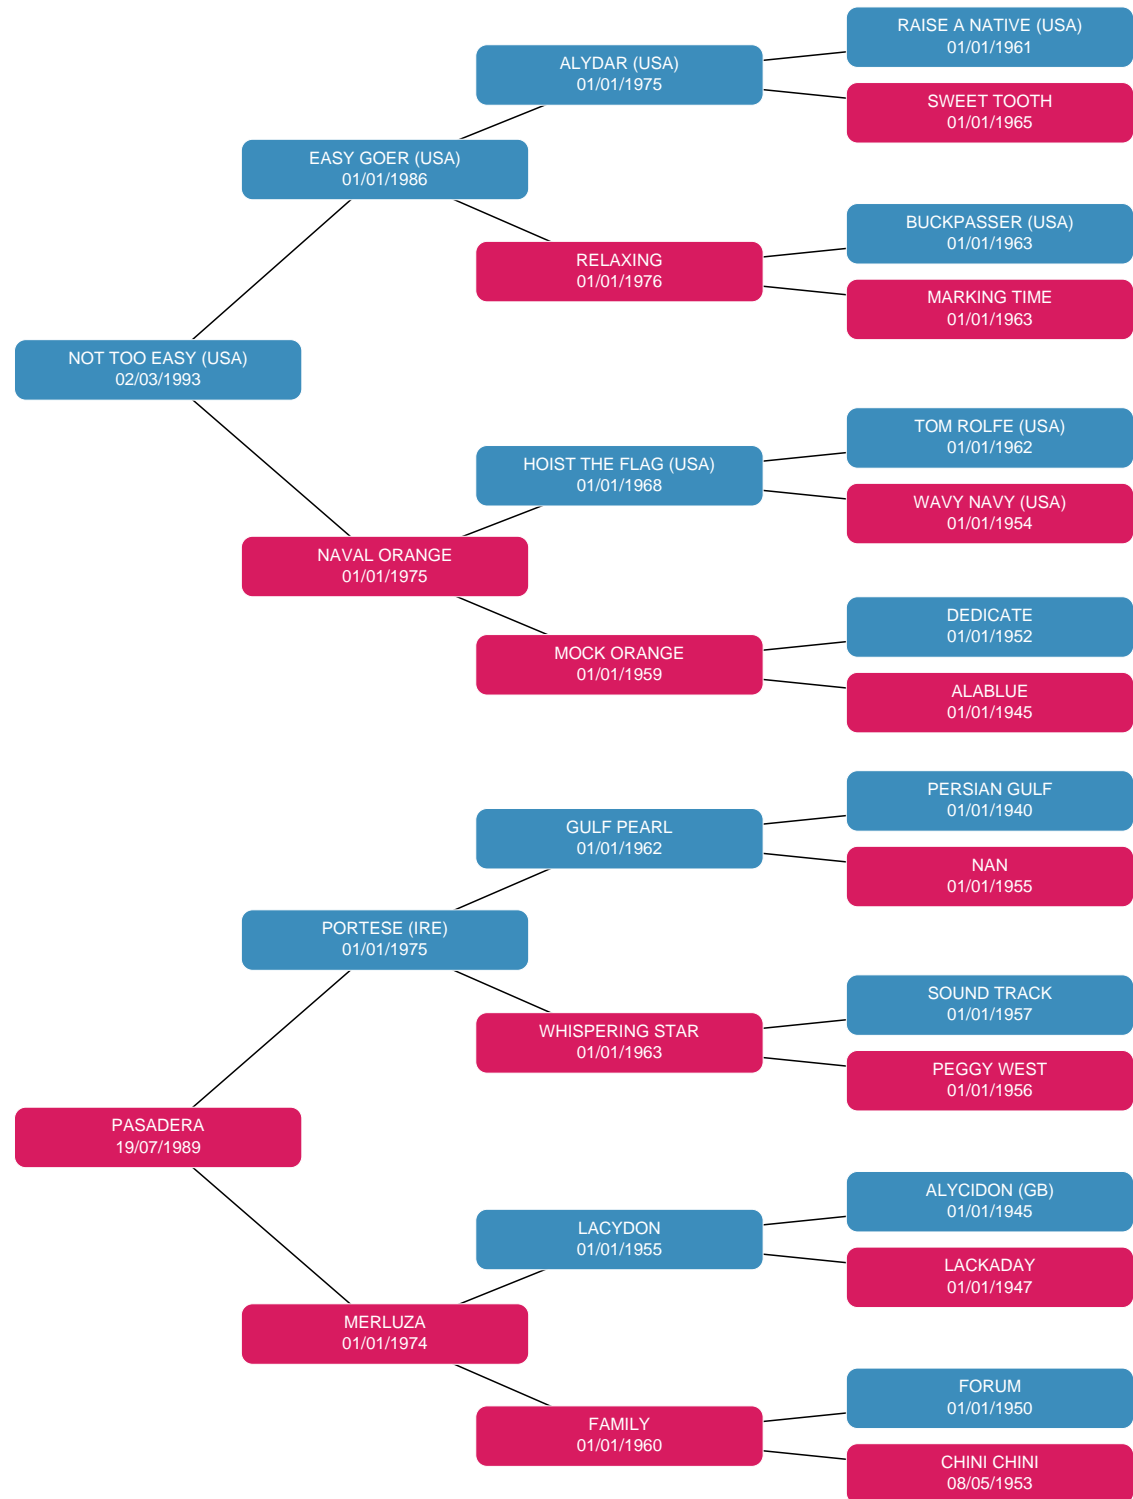 RAISE A NATIVE (USA)
01/01/1961
ALYDAR (USA)
01/01/1975
SWEET TOOTH
01/01/1965
EASY GOER (USA)
01/01/1986
BUCKPASSER (USA)
01/01/1963
RELAXING
01/01/1976
MARKING TIME
01/01/1963
NOT TOO EASY (USA)
02/03/1993
TOM ROLFE (USA)
01/01/1962
HOIST THE FLAG (USA)
01/01/1968
WAVY NAVY (USA)
01/01/1954
NAVAL ORANGE
01/01/1975
DEDICATE
01/01/1952
MOCK ORANGE
01/01/1959
ALABLUE
01/01/1945
PERSIAN GULF
01/01/1940
GULF PEARL
01/01/1962
NAN
01/01/1955
PORTESE (IRE)
01/01/1975
SOUND TRACK
01/01/1957
WHISPERING STAR
01/01/1963
PEGGY WEST
01/01/1956
PASADERA
19/07/1989
ALYCIDON (GB)
01/01/1945
LACYDON
01/01/1955
LACKADAY
01/01/1947
MERLUZA
01/01/1974
FORUM
01/01/1950
FAMILY
01/01/1960
CHINI CHINI
08/05/1953